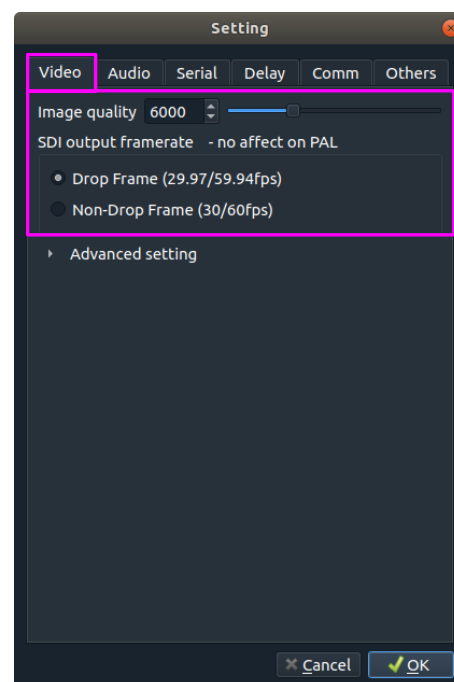 Setting
Video Audio Serial Delay Comm Others
Image quality 6000
SDI output framerate - no affect on PAL
Drop Frame (29.97/59.94fps)
Non-Drop Frame (30/60fps)
Advanced setting
Cancel OK